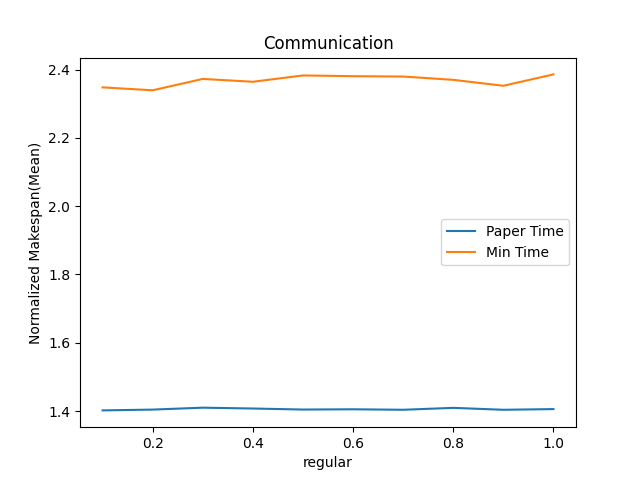 Communication
Normalized Makespan(Mean)
2.4
2.2
2.0
1.8
1.6
1.4
Paper Time
Min Time
0.2 0.4 0.6 0.8 1.0
regular